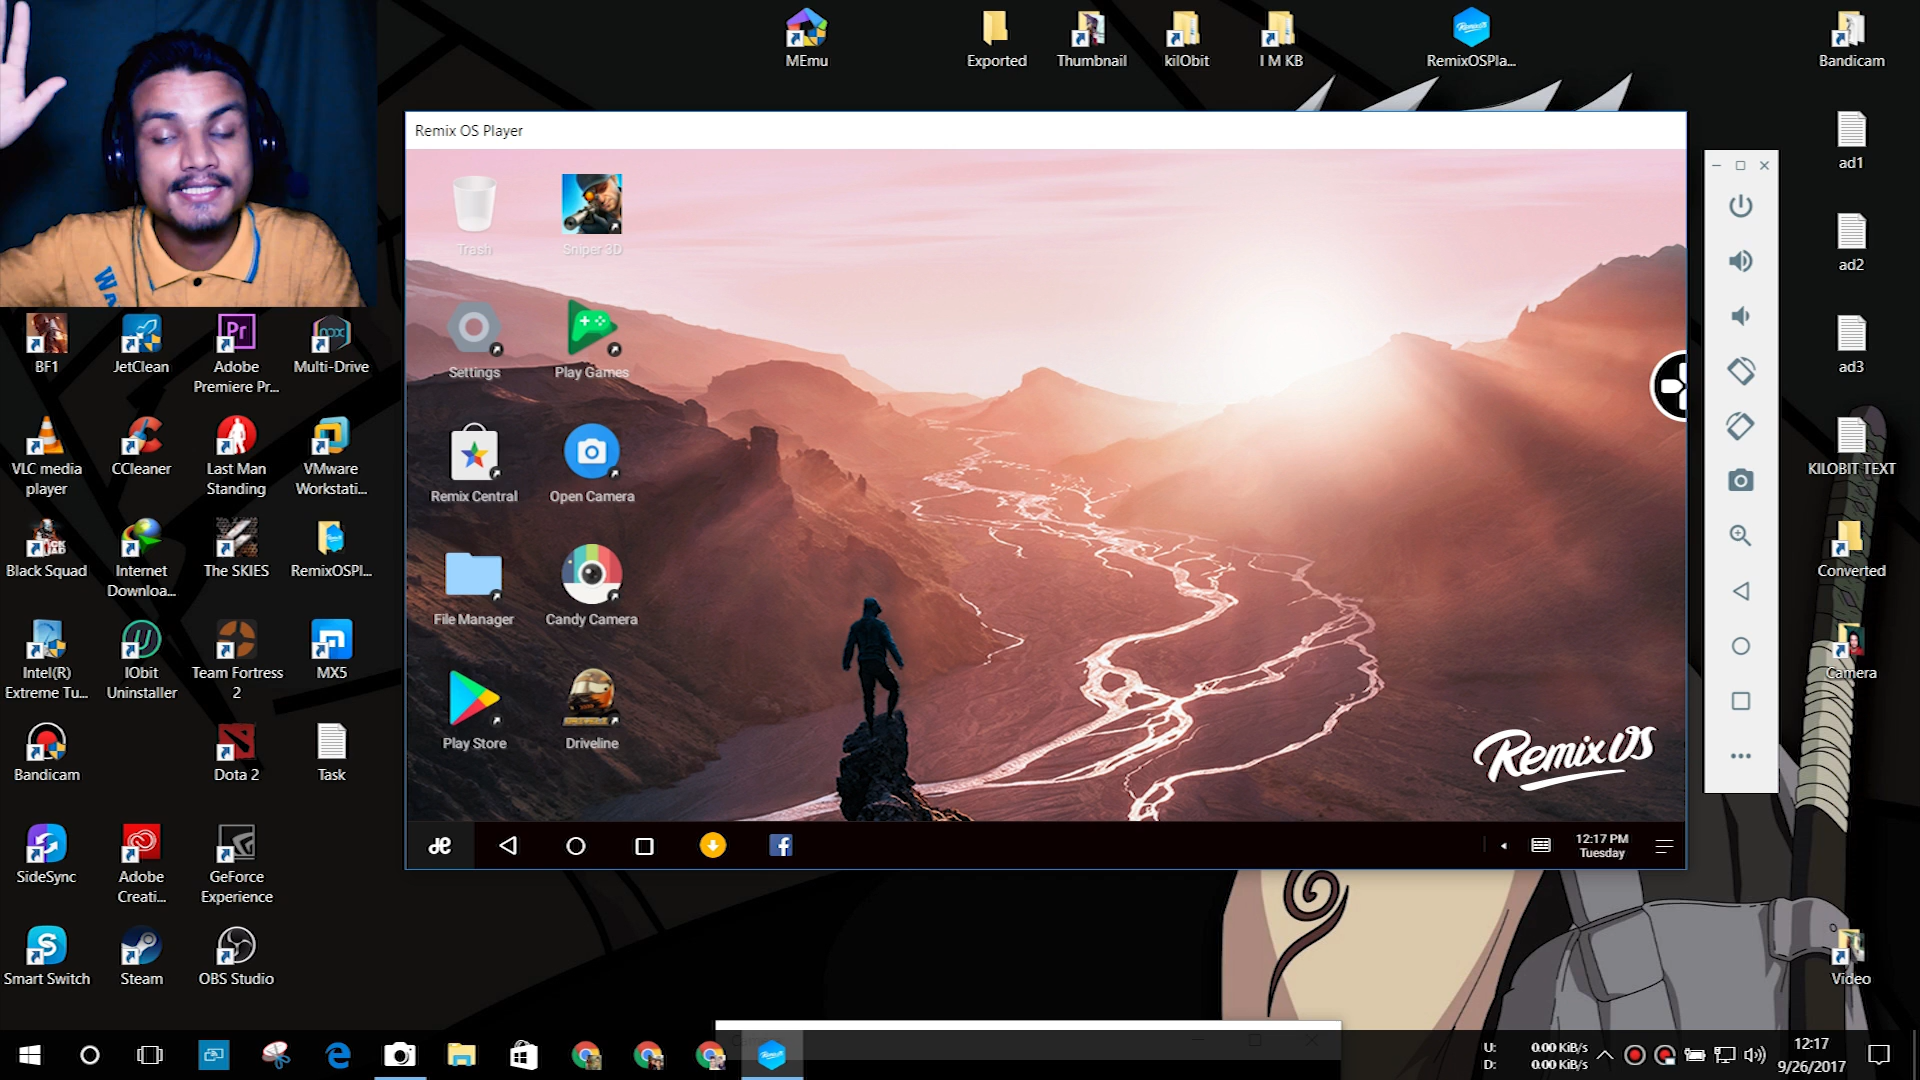 MEmu
Exported
Thumbnail
kilObit
I M KB
RemixOS
RemixOSPla...
Bandicam
WA
Remix OS Player
Trash
Sniper 3D
Settings
Play Games
Remix Central
Open Camera
File Manager
Candy Camera
Play Store
Driveline
Remix OS
12:17 PM
Tuesday
ad1
ad2
ad3
KILOBIT TEXT
Converted
Camera
Video
BF1
JetClean
Pr
Adobe
Premiere Pr...
nox
Multi-Drive
VLC media
player
CCleaner
Last Man
Standing
VMware
Workstati...
Black Squad
Internet
Downloa...
The SKIES
RemixOSPl...
Intel(R)
Extreme Tu...
IObit
Uninstaller
Team Fortress
2
MX5
Bandicam
Dota 2
Task
SideSync
Adobe
Creati...
GeForce
Experience
Smart Switch
Steam
OBS Studio
U: 0.00 KiB/s
D: 0.00 KiB/s
12:17
9/26/2017